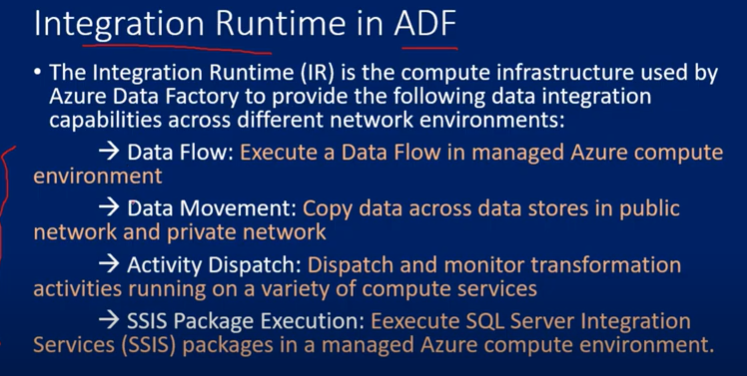 Integration Runtime in ADF
• The Integration Runtime (IR) is the compute infrastructure used by
Azure Data Factory to provide the following data integration
capabilities across different network environments:
→ Data Flow: Execute a Data Flow in managed Azure compute
environment
→ Data Movement: Copy data across data stores in public
network and private network
→ Activity Dispatch: Dispatch and monitor transformation
activities running on a variety of compute services
→ SSIS Package Execution: Eexecute SQL Server Integration
Services (SSIS) packages in a managed Azure compute environment.